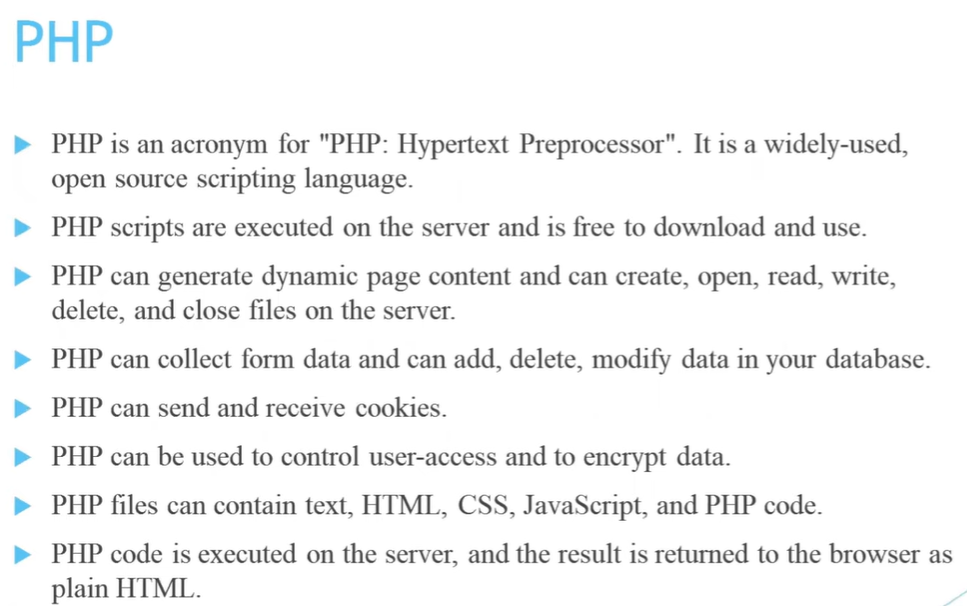 PHP
PHP is an acronym for "PHP: Hypertext Preprocessor". It is a widely-used,
open source scripting language.
PHP scripts are executed on the server and is free to download and use.
PHP can generate dynamic page content and can create, open, read, write,
delete, and close files on the server.
PHP can collect form data and can add, delete, modify data in your database.
PHP can send and receive cookies.
PHP can be used to control user-access and to encrypt data.
PHP files can contain text, HTML, CSS, JavaScript, and PHP code.
PHP code is executed on the server, and the result is returned to the browser as
plain HTML.